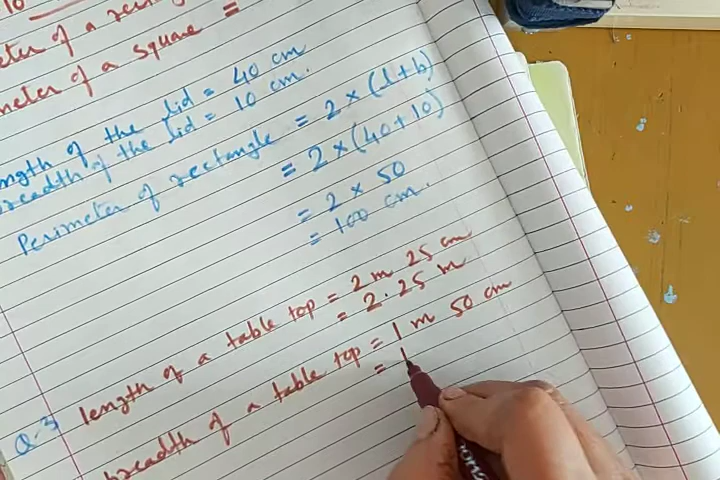 of a
meter of a square =
length of the lid = 40 cm
breadth of the lid = 10 cm.
Perimeter of rectangle = 2 × (l+b)
= 2 × (40+10)
= 2 × 50
= 100 cm.
Q.3 length of a table top = 2 m 25 cm
= 2.25 m
breadth of a table top = 1 m 50 cm
= 1